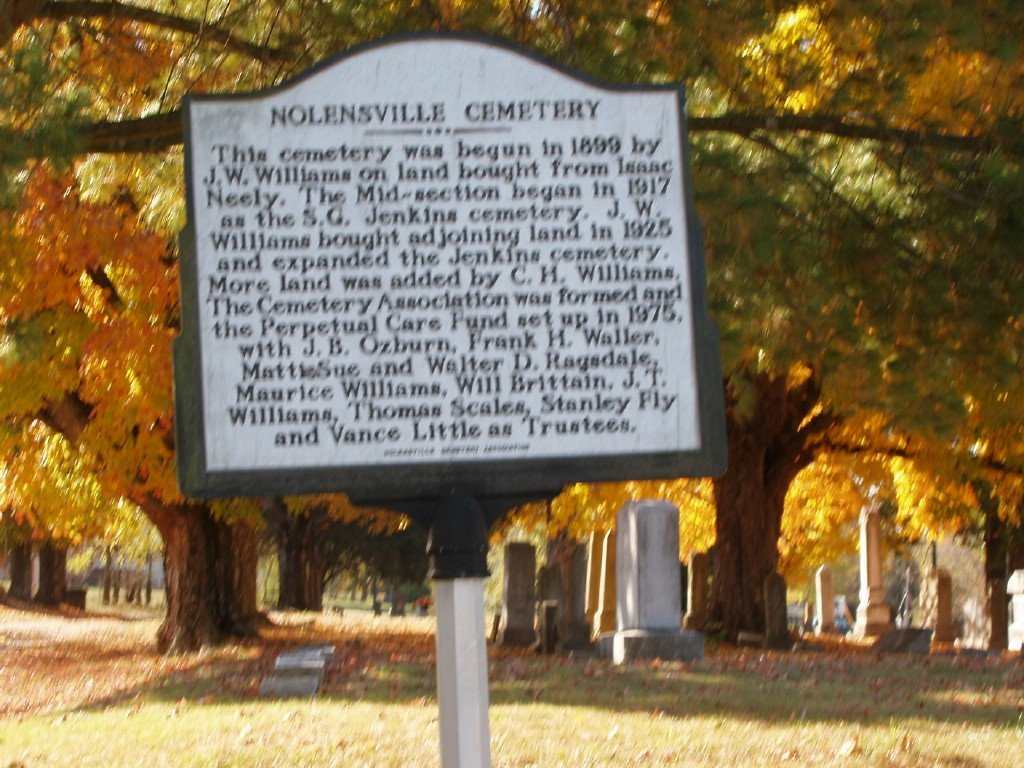 NOLENSVILLE CEMETERY
This cemetery was begun in 1899 by
J.W. Williams on land bought from Isaac
Neely. The Mid-section began in 1917
as the S.G. Jenkins cemetery. J. W.
Williams bought adjoining land in 1925
and expanded the Jenkins cemetery.
More land was added by C. H. Williams.
The Cemetery Association was formed and
the Perpetual Care Fund set up in 1975,
with J. B. Ozburn, Frank H. Waller,
MattieSue and Walter D. Ragsdale,
Maurice Williams, Will Brittain, J. T.
Williams, Thomas Scales, Stanley Fly
and Vance Little as Trustees.
NOLENSVILLE CEMETERY ASSOCIATION